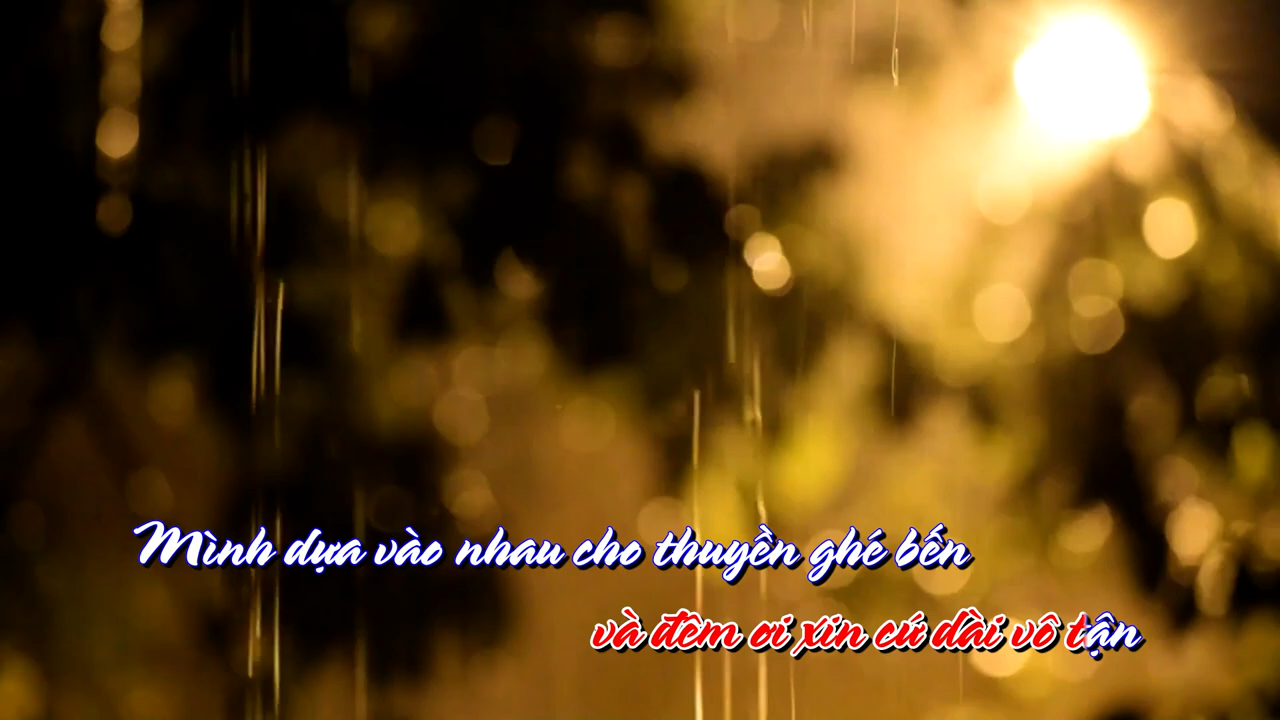 Mình dựa vào nhau cho thuyền ghé bến
và đêm ơi xin cứ dài vô tận